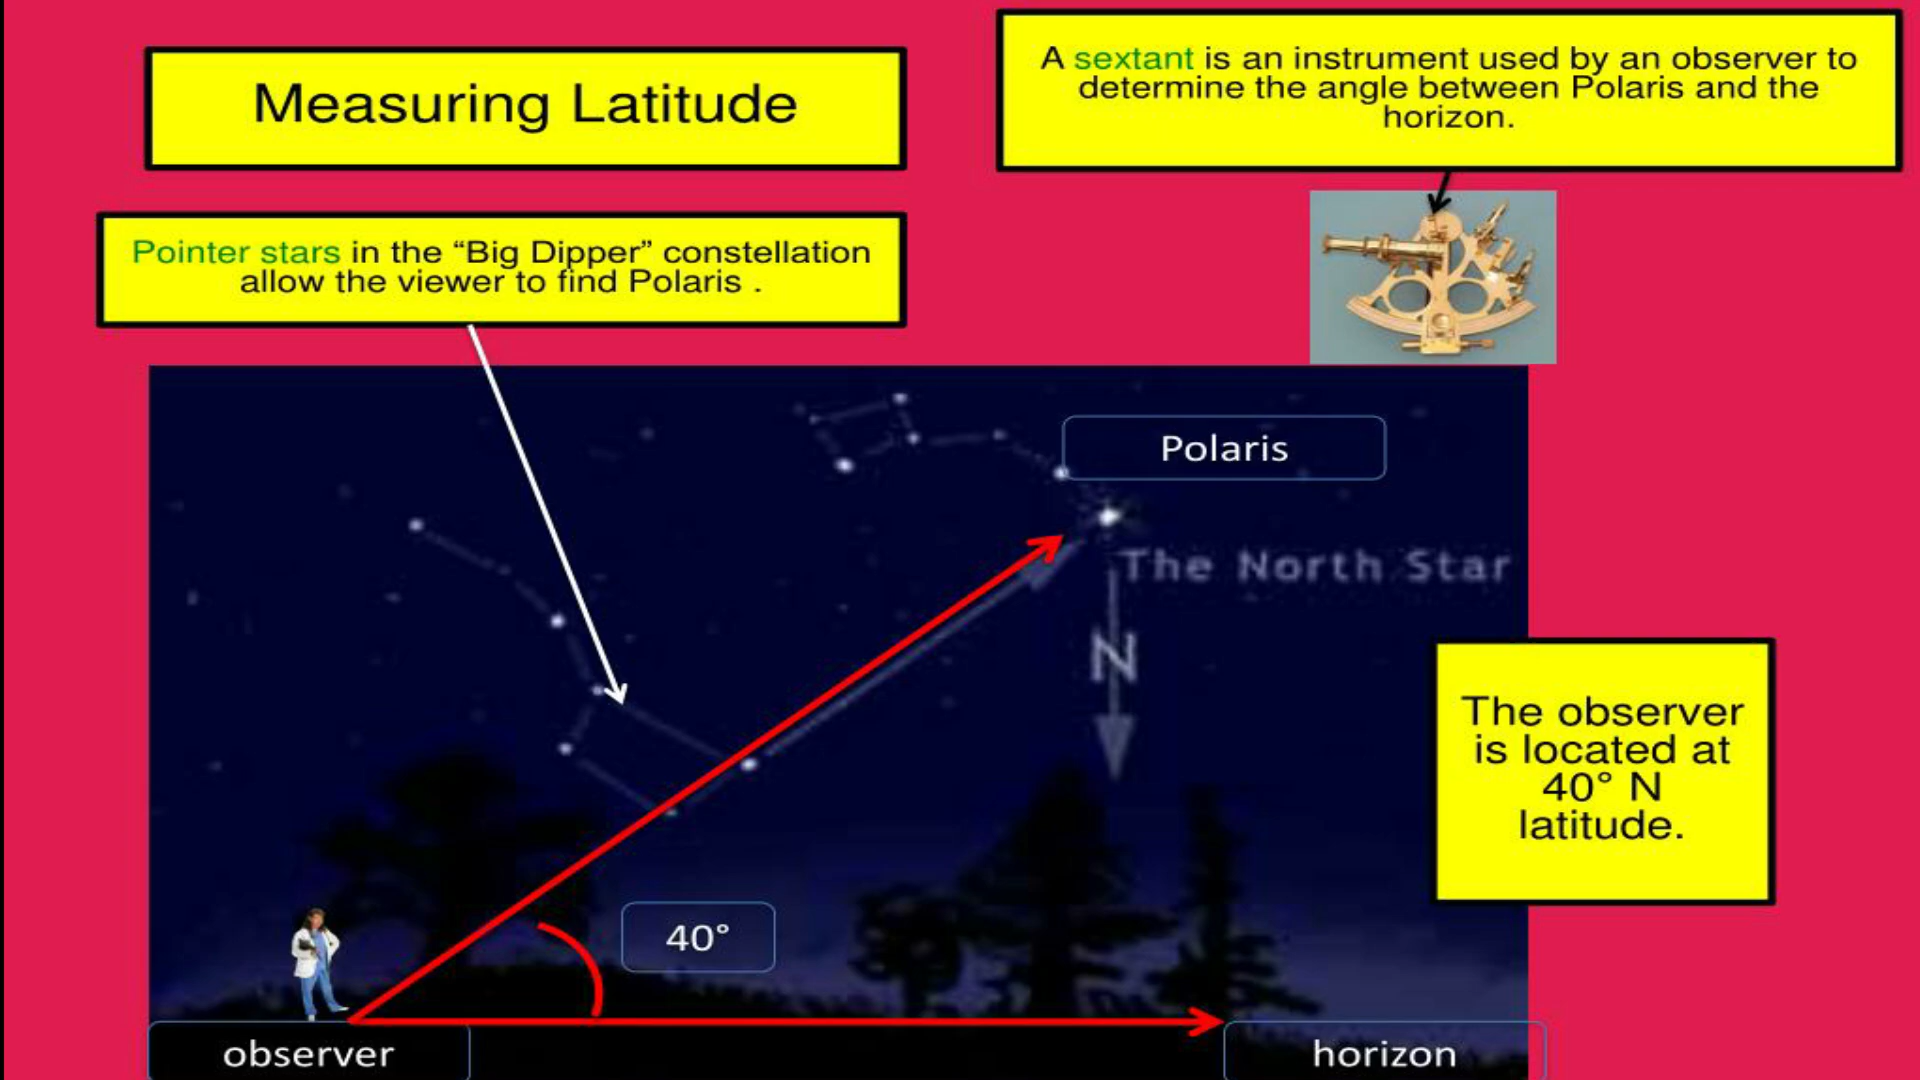 Measuring Latitude
A sextant is an instrument used by an observer to
determine the angle between Polaris and the
horizon.
Pointer stars in the “Big Dipper” constellation
allow the viewer to find Polaris .
Polaris
The North Star
N
The observer
is located at
40° N
latitude.
40°
observer
horizon